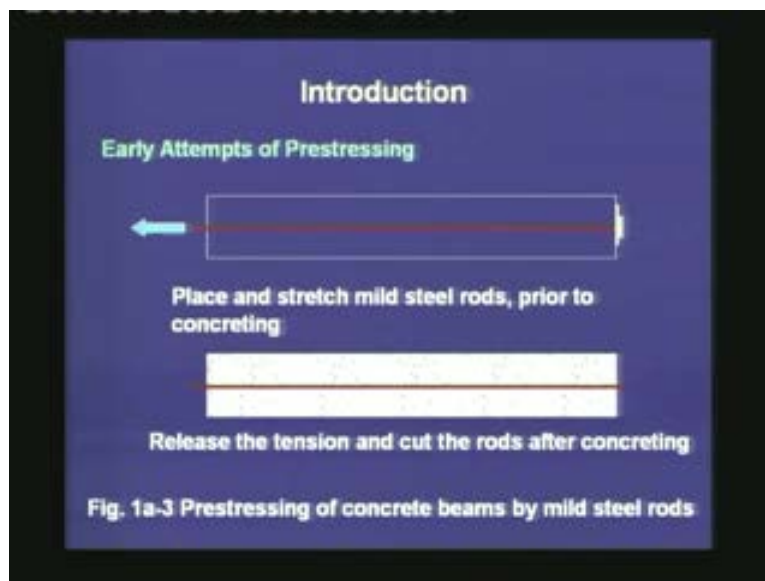 Introduction
Early Attempts of Prestressing
Place and stretch mild steel rods, prior to
concreting
Release the tension and cut the rods after concreting
Fig. 1a-3 Prestressing of concrete beams by mild steel rods